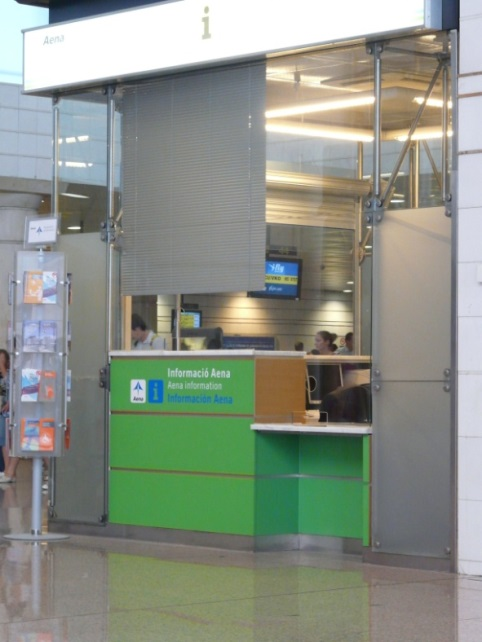 Aena
i
Informació Aena
Aena information
Información Aena
Aena
i